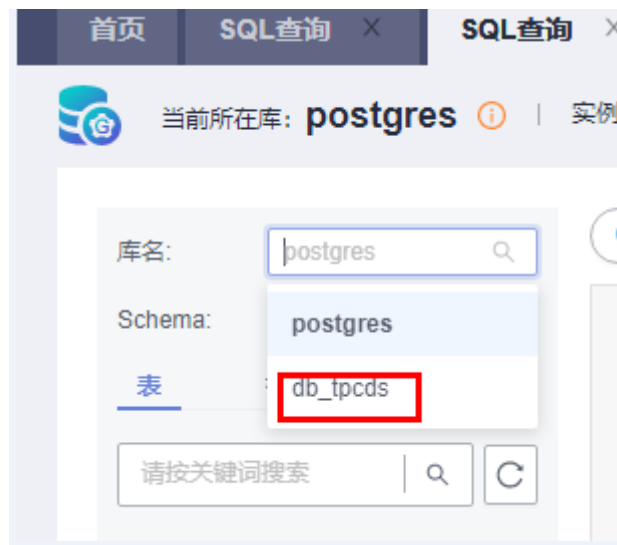 首页 SQL查询 SQL查询
当前所在库: postgres 实例
库名: postgres
Schema: postgres
表 db_tpcds
请按关键词搜索